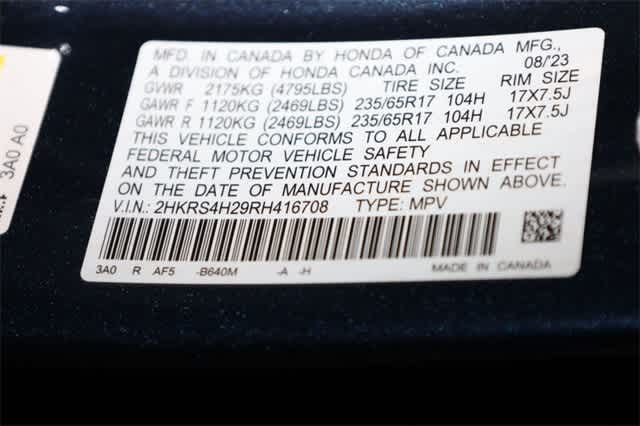 MFD. IN CANADA BY HONDA OF CANADA MFG.,
A DIVISION OF HONDA CANADA INC. 08/'23
GVWR 2175KG (4795LBS) TIRE SIZE RIM SIZE
GAWR F 1120KG (2469LBS) 235/65R17 104H 17X7.5J
GAWR R 1120KG (2469LBS) 235/65R17 104H 17X7.5J
THIS VEHICLE CONFORMS TO ALL APPLICABLE
FEDERAL MOTOR VEHICLE SAFETY
AND THEFT PREVENTION STANDARDS IN EFFECT
ON THE DATE OF MANUFACTURE SHOWN ABOVE.
V.I.N.: 2HKRS4H29RH416708 TYPE: MPV
3A0 R AF5 -B640M -A -H MADE IN CANADA
3A0 A0